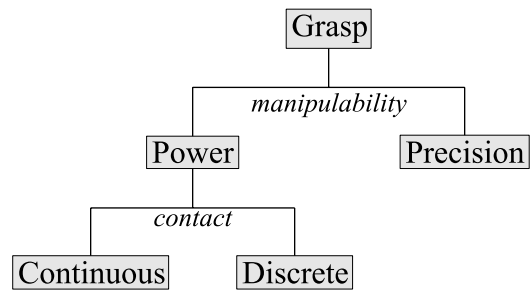 Grasp
manipulability
Power
Precision
contact
Continuous
Discrete